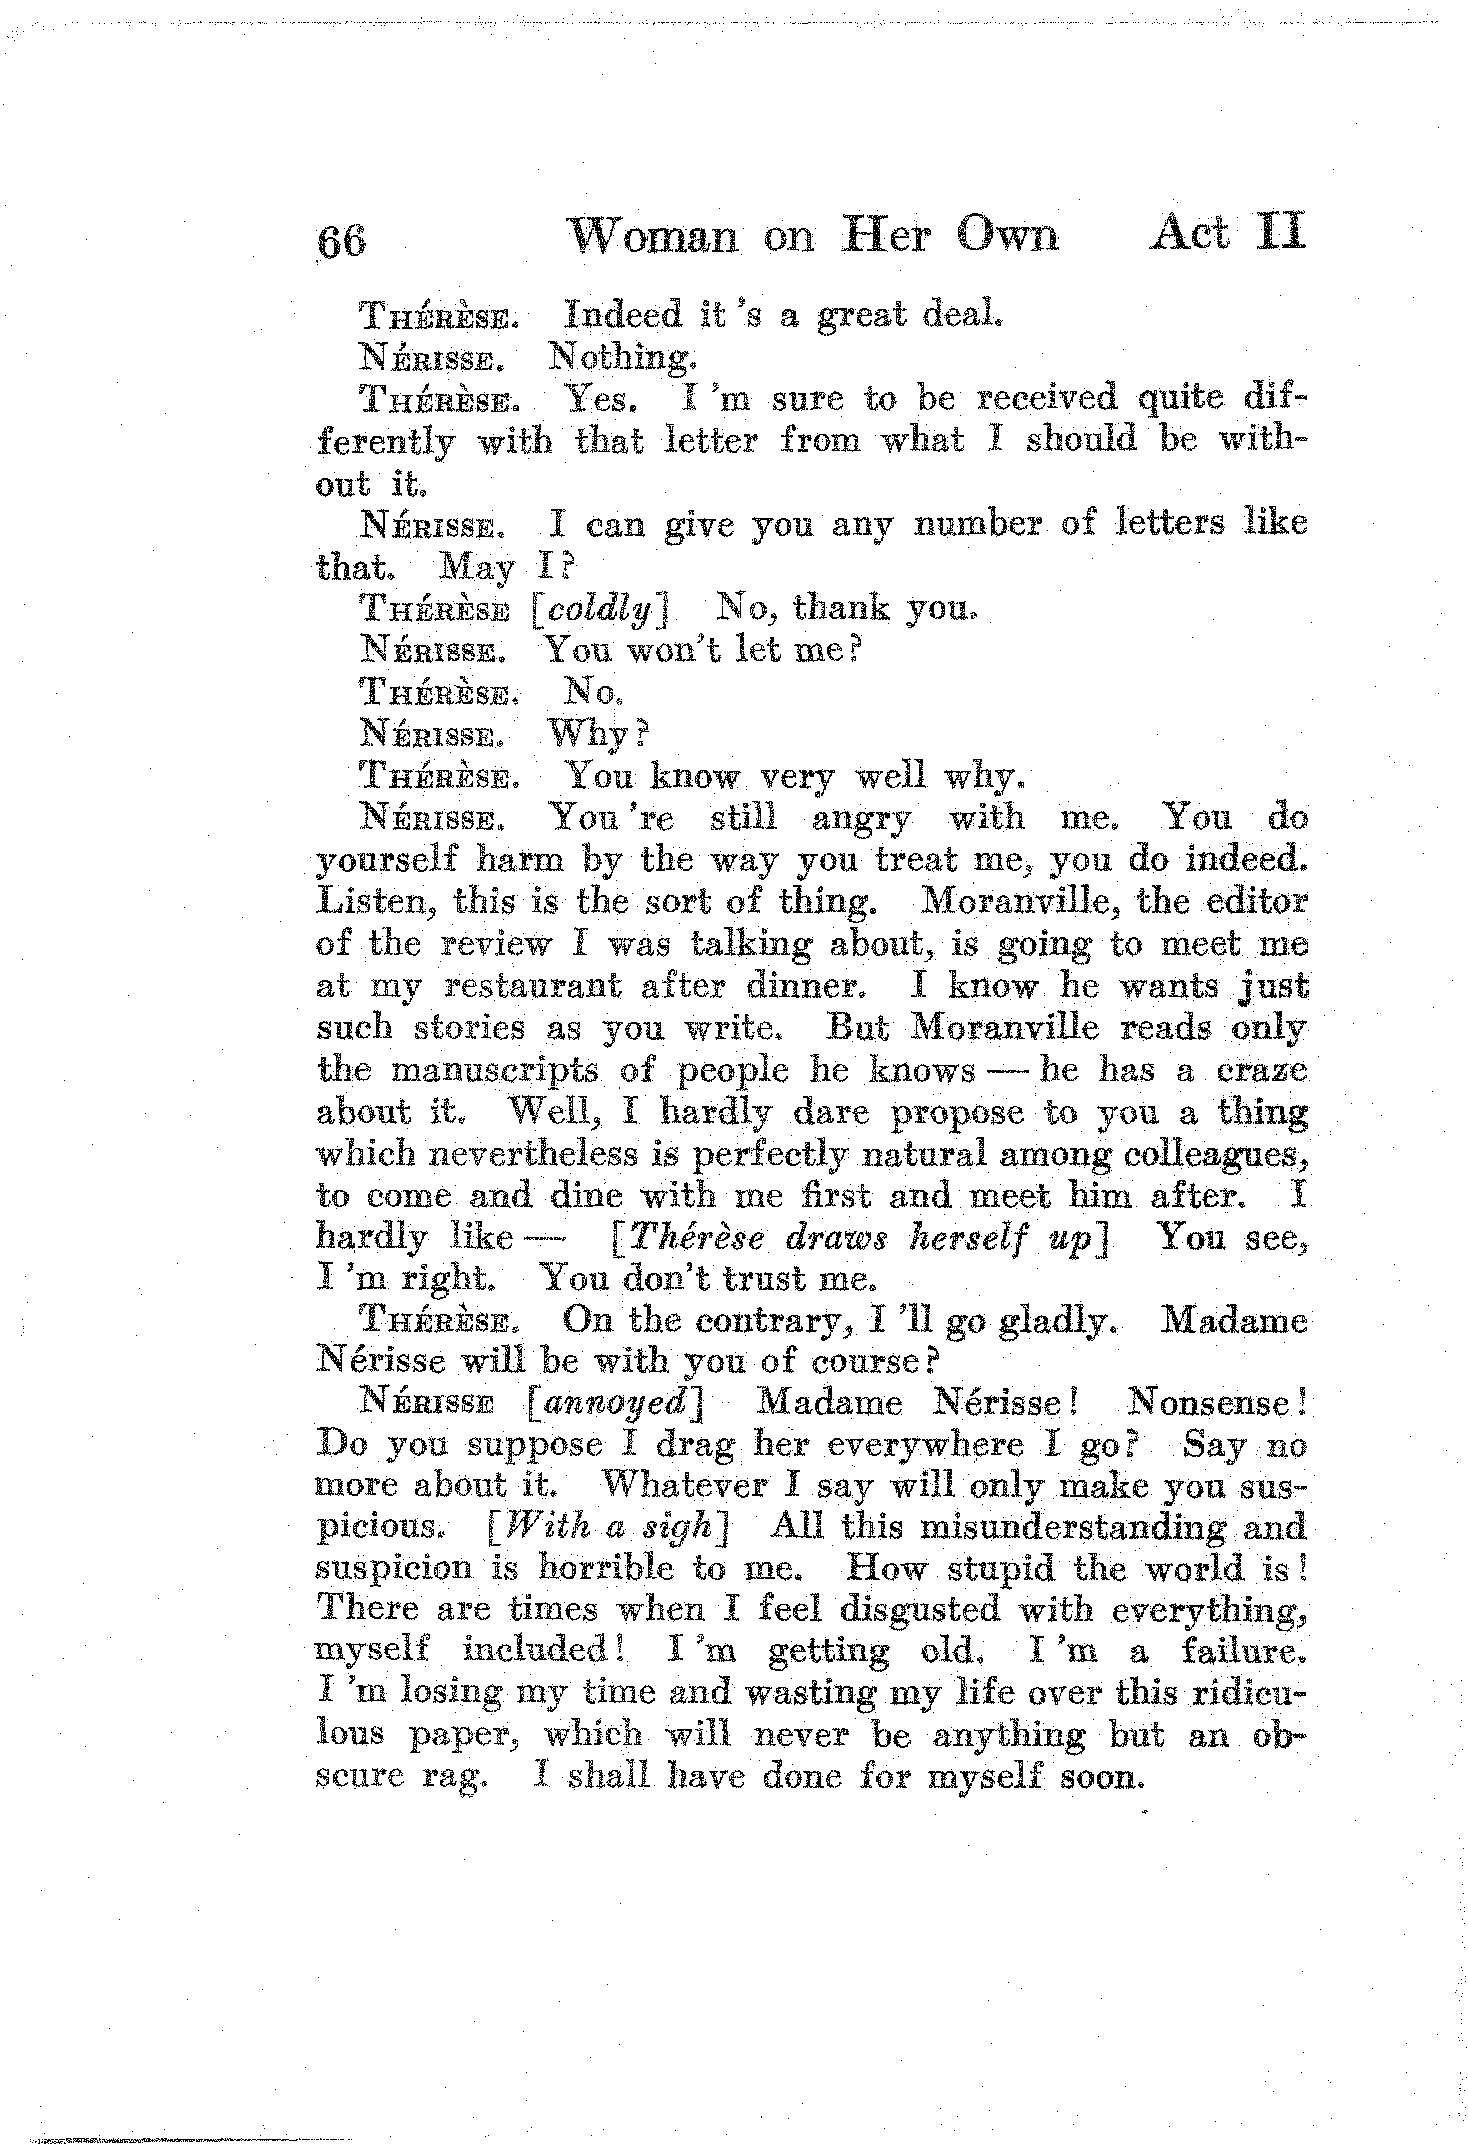 66 Woman on Her Own Act II
THÉRÈSE. Indeed it 's a great deal.
NÉRISSE. Nothing.
THÉRÈSE. Yes. I 'm sure to be received quite dif-
ferently with that letter from what I should be with-
out it.
NÉRISSE. I can give you any number of letters like
that. May I?
THÉRÈSE [coldly] No, thank you.
NÉRISSE. You won't let me?
THÉRÈSE. No.
NÉRISSE. Why?
THÉRÈSE. You know very well why.
NÉRISSE. You 're still angry with me. You do
yourself harm by the way you treat me, you do indeed.
Listen, this is the sort of thing. Moranville, the editor
of the review I was talking about, is going to meet me
at my restaurant after dinner. I know he wants just
such stories as you write. But Moranville reads only
the manuscripts of people he knows — he has a craze
about it. Well, I hardly dare propose to you a thing
which nevertheless is perfectly natural among colleagues,
to come and dine with me first and meet him after. I
hardly like — [Thérèse draws herself up] You see,
I 'm right. You don't trust me.
THÉRÈSE. On the contrary, I 'll go gladly. Madame
Nérisse will be with you of course?
NÉRISSE [annoyed] Madame Nérisse! Nonsense!
Do you suppose I drag her everywhere I go? Say no
more about it. Whatever I say will only make you sus-
picious. [With a sigh] All this misunderstanding and
suspicion is horrible to me. How stupid the world is!
There are times when I feel disgusted with everything,
myself included! I 'm getting old. I 'm a failure.
I 'm losing my time and wasting my life over this ridicu-
lous paper, which will never be anything but an ob-
scure rag. I shall have done for myself soon.